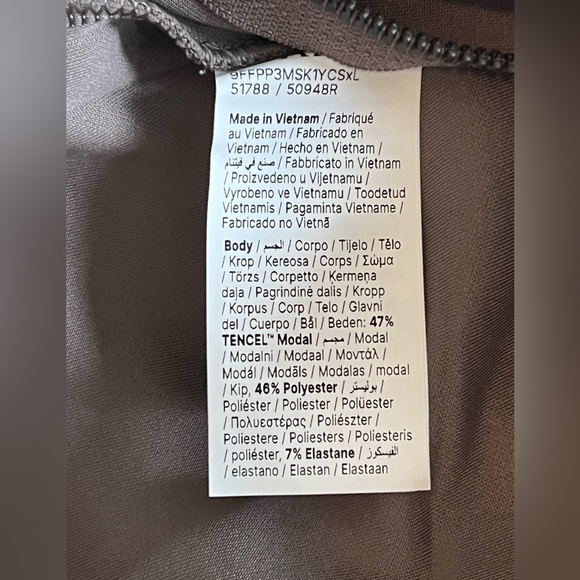 9FFPP3MSK1YCSxL
51788 / 50948R
Made in Vietnam / Fabriqué
au Vietnam / Fabricado en
Vietnam / Hecho en Vietnam /
صنع في فيتنام / Fabbricato in Vietnam
/ Proizvedeno u Vijetnamu /
Vyrobeno ve Vietnamu / Toodetud
Vietnamis / Pagaminta Vietname /
Fabricado no Vietnã
Body / الجسم / Corpo / Tijelo / Tělo
/ Krop / Kereosa / Corps / Σώμα
/ Törzs / Corpetto / Ķermeņa
daļa / Pagrindinė dalis / Kropp
/ Korpus / Corp / Telo / Glavni
del / Cuerpo / Bål / Beden: 47%
TENCEL™ Modal / مجسم / Modal
/ Modalni / Modaal / Μοντάλ /
Modál / Modāls / Modalas / modal
/ Kip, 46% Polyester / بوليستر /
Poliéster / Polyester / Polüester
/ Πολυεστέρας / Poliészter /
Poliestere / Poliesters / Poliesteris
/ poliéster, 7% Elastane / الفيسكوز
/ elastano / Elastan / Elastaan